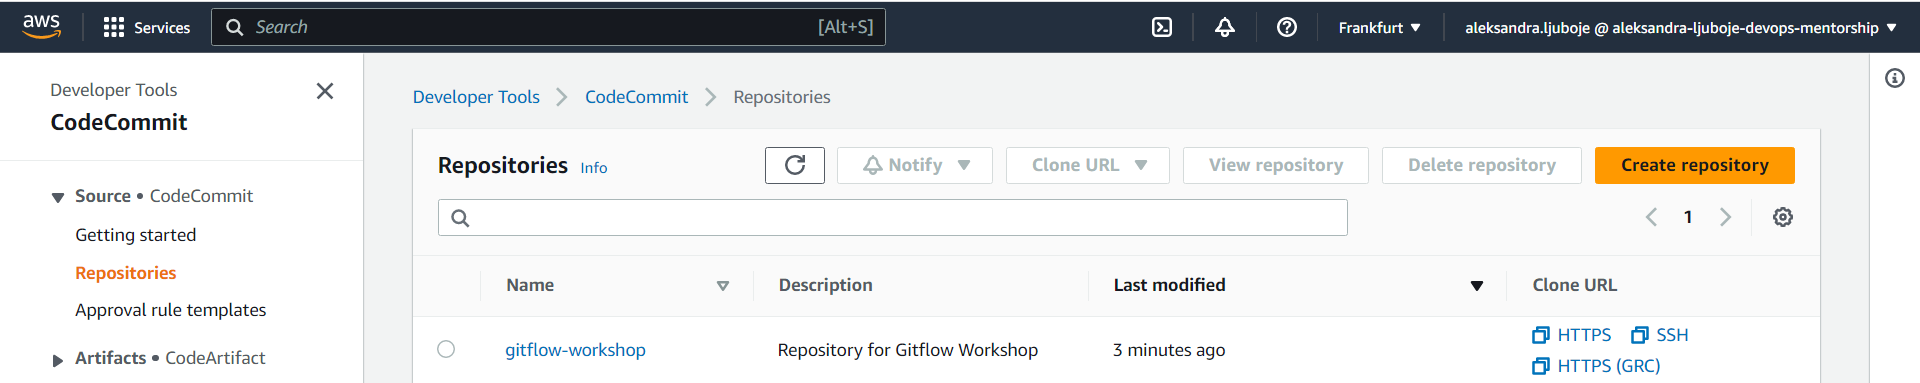 aws
Services
Search
[Alt+S]
Frankfurt
aleksandra.ljuboje @ aleksandra-ljuboje-devops-mentorship
Developer Tools
CodeCommit
Source • CodeCommit
Getting started
Repositories
Approval rule templates
Artifacts • CodeArtifact
Developer Tools
CodeCommit
Repositories
Repositories Info
Notify
Clone URL
View repository
Delete repository
Create repository
1
Name
Description
Last modified
Clone URL
gitflow-workshop
Repository for Gitflow Workshop
3 minutes ago
HTTPS SSH
HTTPS (GRC)